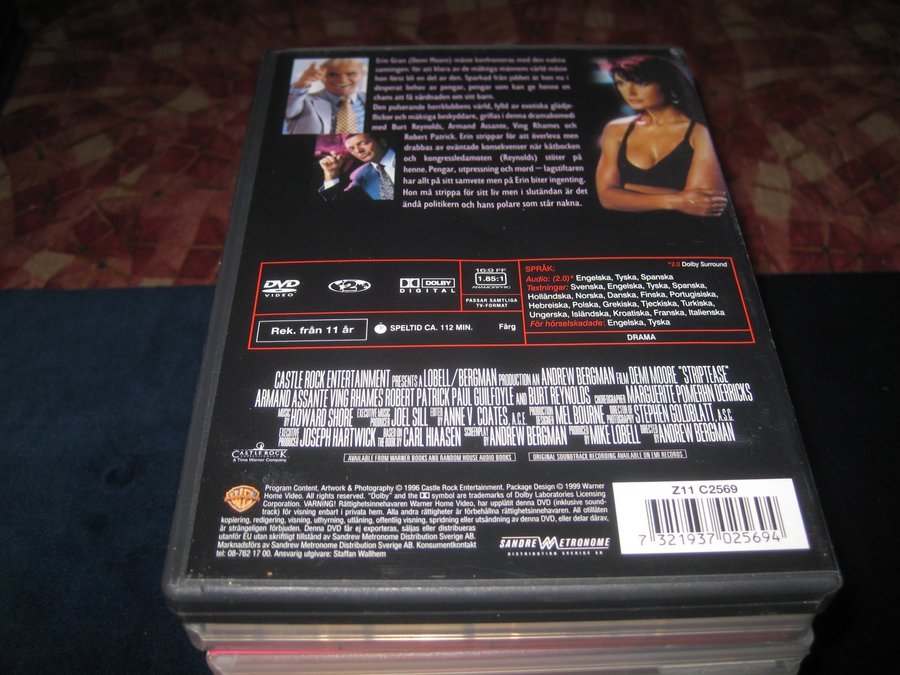 Erin Gran (Demi Moore) måste konfronteras med den nakna
sanningen: för att klara av de mäktiga männens värld måste
hon först bli en del av den. Sparkad från jobbet är hon nu i
desperat behov av pengar, pengar som kan ge henne en
chans att få vårdnaden om sitt barn.
Den pulserande herrklubbens värld, fylld av exotiska glädje-
flickor och mäktiga beskyddare, grillas i denna dramakomedi
med Burt Reynolds, Armand Assante, Ving Rhames och
Robert Patrick. Erin strippar för att överleva men
drabbas av oväntade konsekvenser när kåtbocken
och kongressledamoten (Reynolds) stöter på
henne. Pengar, utpressning och mord — lagstiftaren
har allt på sitt samvete men på Erin biter ingenting.
Hon må strippa för sitt liv men i slutändan är det
ändå politikern och hans polare som står nakna.
DVD
VIDEO
2
DOLBY
DIGITAL
16:9 FF
1.85:1
ANAMORPHIC
PASSAR SAMTLIGA
TV-FORMAT
Rek. från 11 år
SPELTID CA. 112 MIN.
Färg
SPRÅK:
*2.0 Dolby Surround
Audio: (2.0)* Engelska, Tyska, Spanska
Textningar: Svenska, Engelska, Tyska, Spanska,
Holländska, Norska, Danska, Finska, Portugisiska,
Hebreiska, Polska, Grekiska, Tjeckiska, Turkiska,
Ungerska, Isländska, Kroatiska, Franska, Italienska
För hörselskadade: Engelska, Tyska
DRAMA
CASTLE ROCK ENTERTAINMENT PRESENTS A LOBELL/BERGMAN PRODUCTION AN ANDREW BERGMAN FILM DEMI MOORE "STRIPTEASE"
ARMAND ASSANTE VING RHAMES ROBERT PATRICK PAUL GUILFOYLE AND BURT REYNOLDS CHOREOGRAPHER MARGUERITE POMERHN DERRICKS
MUSIC BY HOWARD SHORE EXECUTIVE MUSIC PRODUCER JOEL SILL EDITED BY ANNE V. COATES, A.C.E. PRODUCTION DESIGNER MEL BOURNE DIRECTOR OF PHOTOGRAPHY STEPHEN GOLDBLATT, A.S.C.
EXECUTIVE PRODUCER JOSEPH HARTWICK BASED ON THE BOOK BY CARL HIAASEN SCREENPLAY BY ANDREW BERGMAN PRODUCED BY MIKE LOBELL DIRECTED BY ANDREW BERGMAN
CASTLE ROCK
A Time Warner Company
AVAILABLE FROM WARNER BOOKS AND RANDOM HOUSE AUDIO BOOKS
ORIGINAL SOUNDTRACK RECORDING AVAILABLE ON EMI RECORDS
Program Content, Artwork & Photography © 1996 Castle Rock Entertainment. Package Design © 1999 Warner
Home Video. All rights reserved. "Dolby" and the DD symbol are trademarks of Dolby Laboratories Licensing
Corporation. VARNING! Rättighetsinnehavaren Warner Home Video. har upplåtit denna DVD (inklusive sound-
track) för visning enbart i privata hem. Alla andra rättigheter är förbehållna rättighetsinnehavaren. All otillåten
kopiering, redigering, visning, uthyrning, utlåning, offentlig visning, spridning eller utsändning av denna DVD, eller delar därav,
är strängeligen förbjuden. Denna DVD får ej exporteras, säljas eller distribueras
utanför EU utan skriftligt tillstånd av Sandrew Metronome Distribution Sverige AB.
Marknadsförs av Sandrew Metronome Distribution Sverige AB. Konsumentkontakt
tel: 08-762 17 00. Ansvarig utgivare: Staffan Wallhem
WB
SANDREW METRONOME
DISTRIBUTION SVERIGE AB
Z11 C2569
7 321937 025694